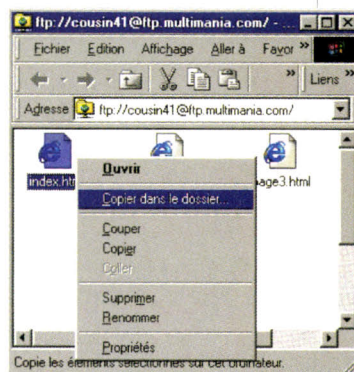 ftp://cousin41@ftp.multimania.com/ - ...
Fichier Edition Affichage Aller à Favor »
» Liens »
Adresse ftp://cousin41@ftp.multimania.com/
index.htm
page3.html
Ouvrir
Copier dans le dossier...
Couper
Copier
Coller
Supprimer
Renommer
Propriétés
Copie les éléments sélectionnés sur cet ordinateur.